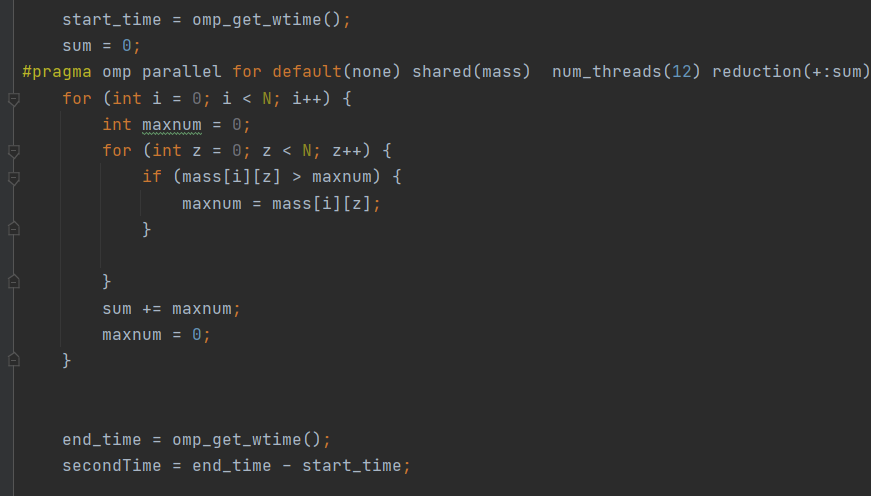 start_time = omp_get_wtime();
sum = 0;
#pragma omp parallel for default(none) shared(mass)  num_threads(12) reduction(+:sum)
for (int i = 0; i < N; i++) {
int maxnum = 0;
for (int z = 0; z < N; z++) {
if (mass[i][z] > maxnum) {
maxnum = mass[i][z];
}
}
sum += maxnum;
maxnum = 0;
}
end_time = omp_get_wtime();
secondTime = end_time - start_time;